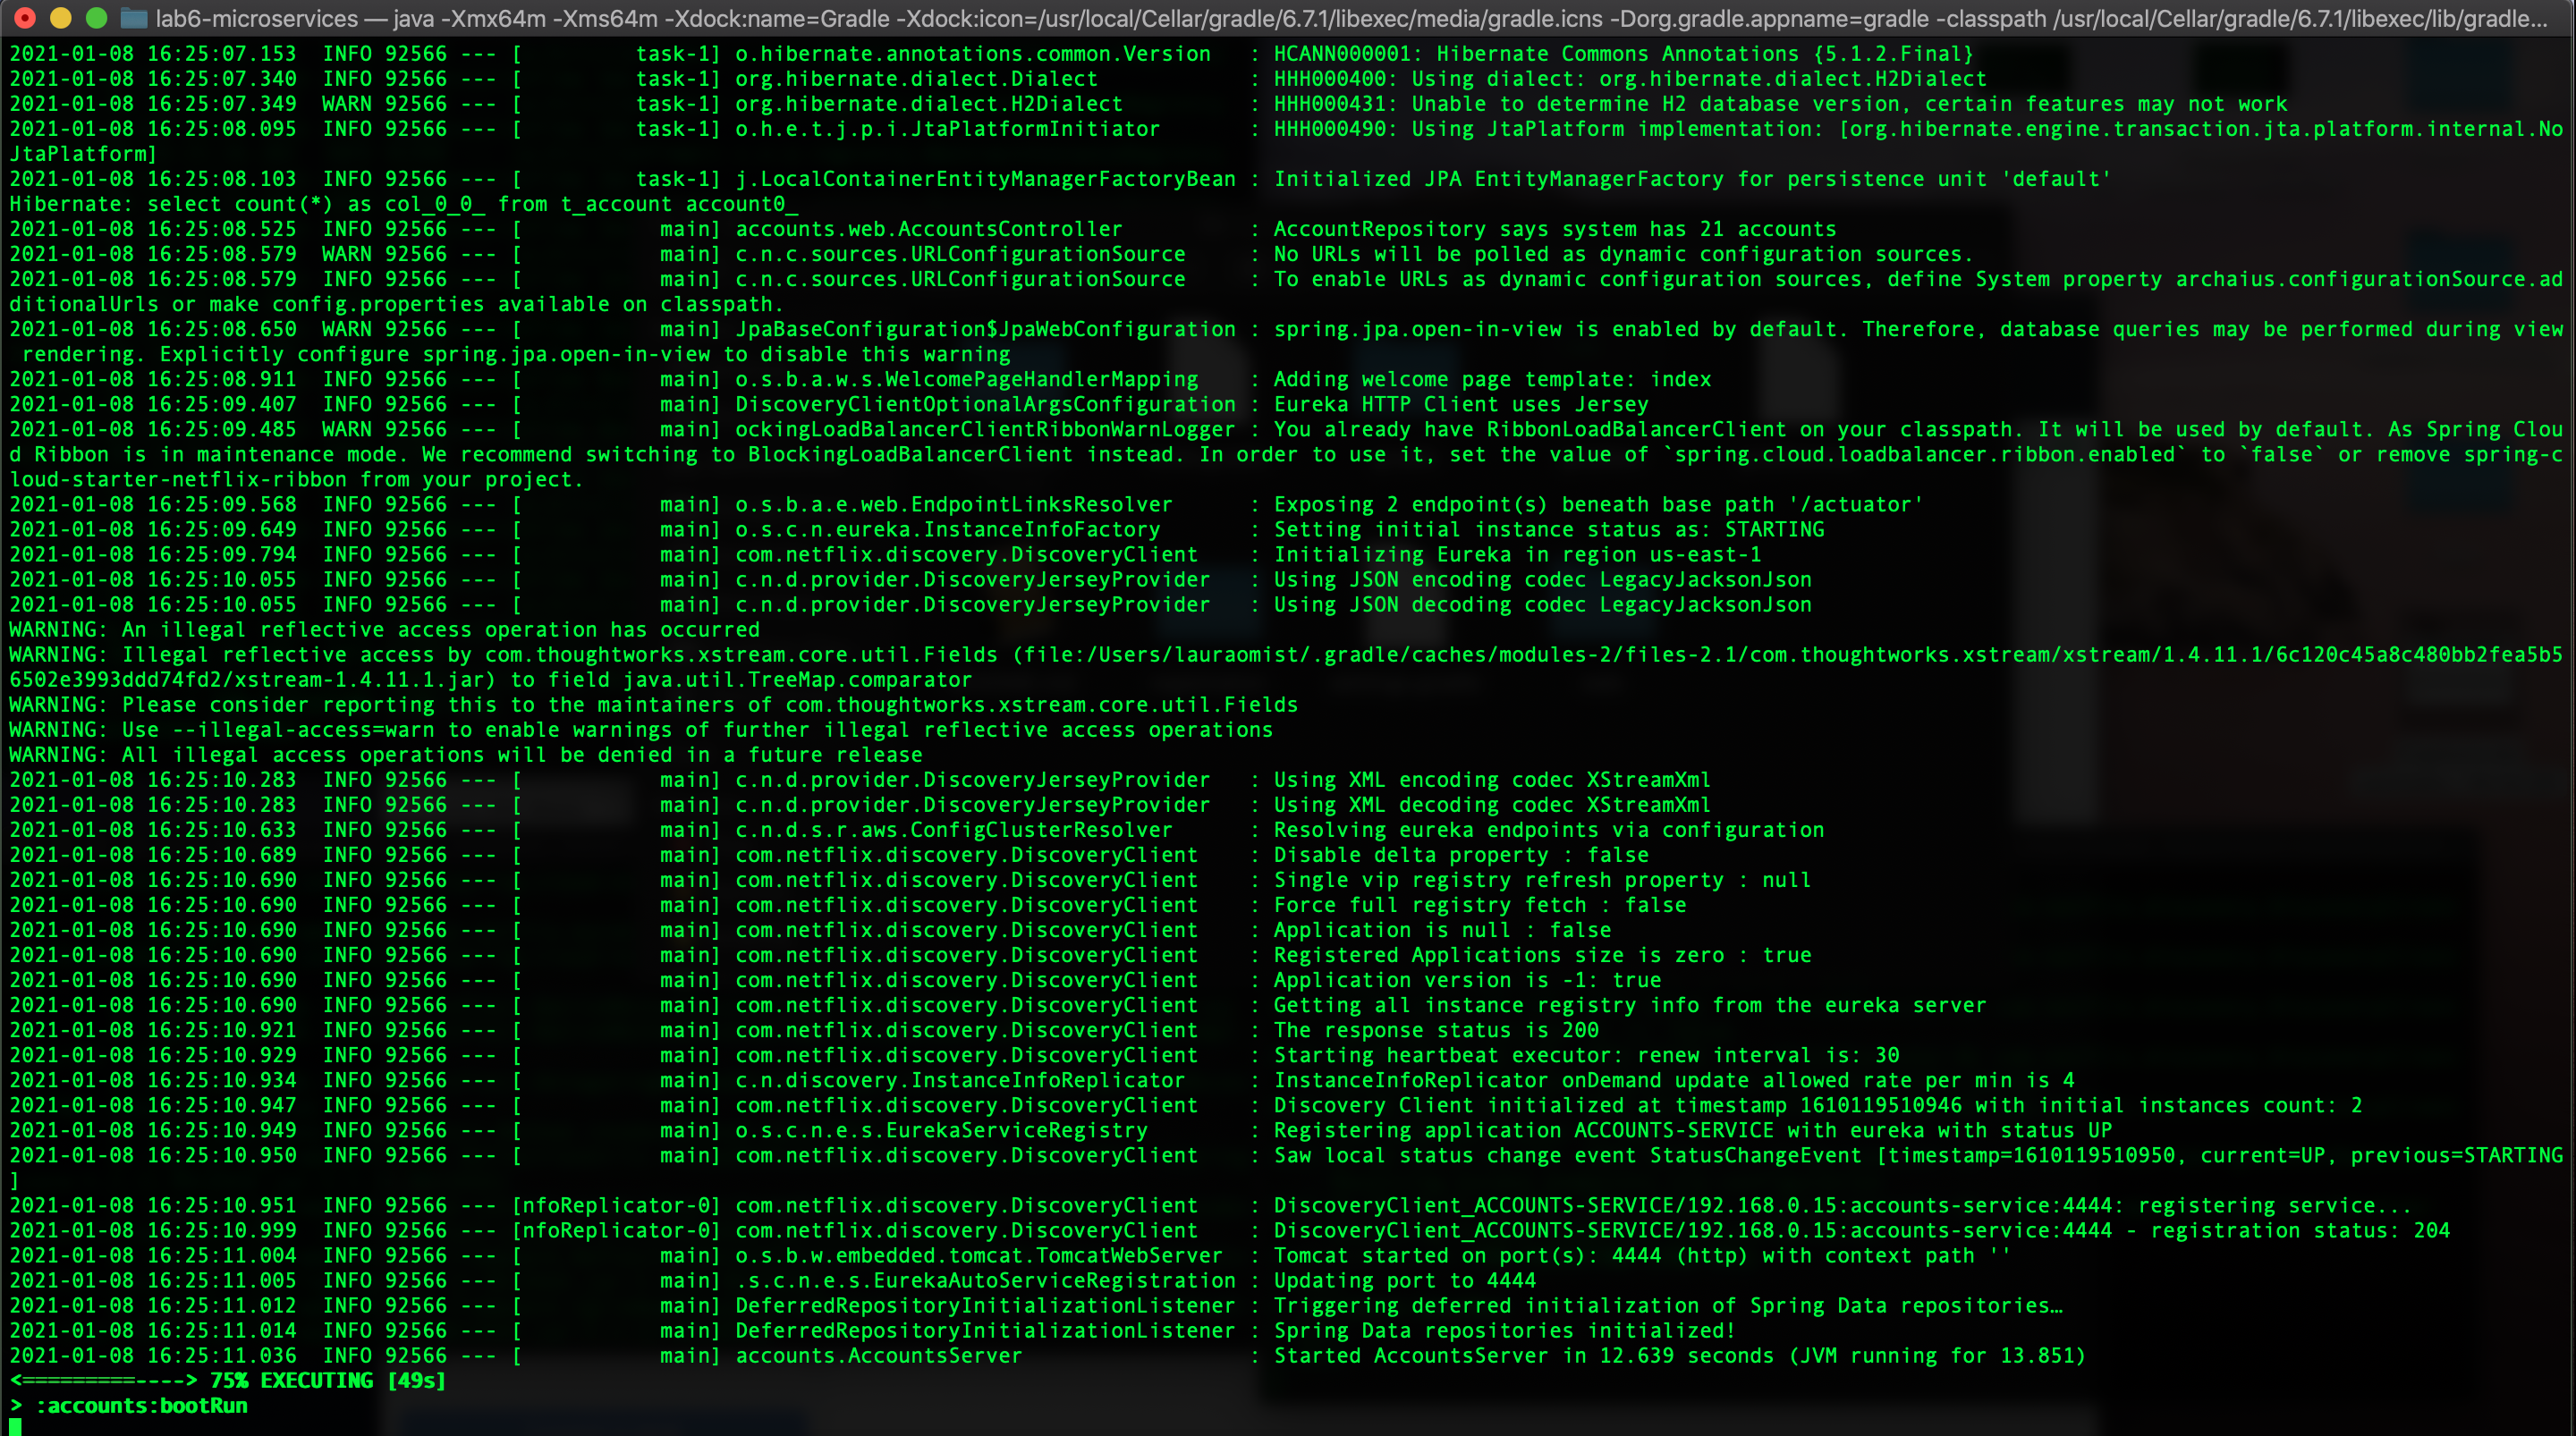 lab6-microservices — java -Xmx64m -Xms64m -Xdock:name=Gradle -Xdock:icon=/usr/local/Cellar/gradle/6.7.1/libexec/media/gradle.icns -Dorg.gradle.appname=gradle -classpath /usr/local/Cellar/gradle/6.7.1/libexec/lib/gradle...
2021-01-08 16:25:07.153  INFO 92566 --- [         task-1] o.hibernate.annotations.common.Version   : HCANN000001: Hibernate Commons Annotations {5.1.2.Final}
2021-01-08 16:25:07.340  INFO 92566 --- [         task-1] org.hibernate.dialect.Dialect            : HHH000400: Using dialect: org.hibernate.dialect.H2Dialect
2021-01-08 16:25:07.349  WARN 92566 --- [         task-1] org.hibernate.dialect.H2Dialect          : HHH000431: Unable to determine H2 database version, certain features may not work
2021-01-08 16:25:08.095  INFO 92566 --- [         task-1] o.h.e.t.j.p.i.JtaPlatformInitiator       : HHH000490: Using JtaPlatform implementation: [org.hibernate.engine.transaction.jta.platform.internal.No
JtaPlatform]
2021-01-08 16:25:08.103  INFO 92566 --- [         task-1] j.LocalContainerEntityManagerFactoryBean : Initialized JPA EntityManagerFactory for persistence unit 'default'
Hibernate: select count(*) as col_0_0_ from t_account account0_
2021-01-08 16:25:08.525  INFO 92566 --- [           main] accounts.web.AccountsController          : AccountRepository says system has 21 accounts
2021-01-08 16:25:08.579  WARN 92566 --- [           main] c.n.c.sources.URLConfigurationSource     : No URLs will be polled as dynamic configuration sources.
2021-01-08 16:25:08.579  INFO 92566 --- [           main] c.n.c.sources.URLConfigurationSource     : To enable URLs as dynamic configuration sources, define System property archaius.configurationSource.ad
ditionalUrls or make config.properties available on classpath.
2021-01-08 16:25:08.650  WARN 92566 --- [           main] JpaBaseConfiguration$JpaWebConfiguration : spring.jpa.open-in-view is enabled by default. Therefore, database queries may be performed during view
 rendering. Explicitly configure spring.jpa.open-in-view to disable this warning
2021-01-08 16:25:08.911  INFO 92566 --- [           main] o.s.b.a.w.s.WelcomePageHandlerMapping    : Adding welcome page template: index
2021-01-08 16:25:09.407  INFO 92566 --- [           main] DiscoveryClientOptionalArgsConfiguration : Eureka HTTP Client uses Jersey
2021-01-08 16:25:09.485  WARN 92566 --- [           main] ockingLoadBalancerClientRibbonWarnLogger : You already have RibbonLoadBalancerClient on your classpath. It will be used by default. As Spring Clou
d Ribbon is in maintenance mode. We recommend switching to BlockingLoadBalancerClient instead. In order to use it, set the value of `spring.cloud.loadbalancer.ribbon.enabled` to `false` or remove spring-c
loud-starter-netflix-ribbon from your project.
2021-01-08 16:25:09.568  INFO 92566 --- [           main] o.s.b.a.e.web.EndpointLinksResolver      : Exposing 2 endpoint(s) beneath base path '/actuator'
2021-01-08 16:25:09.649  INFO 92566 --- [           main] o.s.c.n.eureka.InstanceInfoFactory       : Setting initial instance status as: STARTING
2021-01-08 16:25:09.794  INFO 92566 --- [           main] com.netflix.discovery.DiscoveryClient    : Initializing Eureka in region us-east-1
2021-01-08 16:25:10.055  INFO 92566 --- [           main] c.n.d.provider.DiscoveryJerseyProvider   : Using JSON encoding codec LegacyJacksonJson
2021-01-08 16:25:10.055  INFO 92566 --- [           main] c.n.d.provider.DiscoveryJerseyProvider   : Using JSON decoding codec LegacyJacksonJson
WARNING: An illegal reflective access operation has occurred
WARNING: Illegal reflective access by com.thoughtworks.xstream.core.util.Fields (file:/Users/lauraomist/.gradle/caches/modules-2/files-2.1/com.thoughtworks.xstream/xstream/1.4.11.1/6c120c45a8c480bb2fea5b5
6502e3993ddd74fd2/xstream-1.4.11.1.jar) to field java.util.TreeMap.comparator
WARNING: Please consider reporting this to the maintainers of com.thoughtworks.xstream.core.util.Fields
WARNING: Use --illegal-access=warn to enable warnings of further illegal reflective access operations
WARNING: All illegal access operations will be denied in a future release
2021-01-08 16:25:10.283  INFO 92566 --- [           main] c.n.d.provider.DiscoveryJerseyProvider   : Using XML encoding codec XStreamXml
2021-01-08 16:25:10.283  INFO 92566 --- [           main] c.n.d.provider.DiscoveryJerseyProvider   : Using XML decoding codec XStreamXml
2021-01-08 16:25:10.633  INFO 92566 --- [           main] c.n.d.s.r.aws.ConfigClusterResolver      : Resolving eureka endpoints via configuration
2021-01-08 16:25:10.689  INFO 92566 --- [           main] com.netflix.discovery.DiscoveryClient    : Disable delta property : false
2021-01-08 16:25:10.690  INFO 92566 --- [           main] com.netflix.discovery.DiscoveryClient    : Single vip registry refresh property : null
2021-01-08 16:25:10.690  INFO 92566 --- [           main] com.netflix.discovery.DiscoveryClient    : Force full registry fetch : false
2021-01-08 16:25:10.690  INFO 92566 --- [           main] com.netflix.discovery.DiscoveryClient    : Application is null : false
2021-01-08 16:25:10.690  INFO 92566 --- [           main] com.netflix.discovery.DiscoveryClient    : Registered Applications size is zero : true
2021-01-08 16:25:10.690  INFO 92566 --- [           main] com.netflix.discovery.DiscoveryClient    : Application version is -1: true
2021-01-08 16:25:10.690  INFO 92566 --- [           main] com.netflix.discovery.DiscoveryClient    : Getting all instance registry info from the eureka server
2021-01-08 16:25:10.921  INFO 92566 --- [           main] com.netflix.discovery.DiscoveryClient    : The response status is 200
2021-01-08 16:25:10.929  INFO 92566 --- [           main] com.netflix.discovery.DiscoveryClient    : Starting heartbeat executor: renew interval is: 30
2021-01-08 16:25:10.934  INFO 92566 --- [           main] c.n.discovery.InstanceInfoReplicator     : InstanceInfoReplicator onDemand update allowed rate per min is 4
2021-01-08 16:25:10.947  INFO 92566 --- [           main] com.netflix.discovery.DiscoveryClient    : Discovery Client initialized at timestamp 1610119510946 with initial instances count: 2
2021-01-08 16:25:10.949  INFO 92566 --- [           main] o.s.c.n.e.s.EurekaServiceRegistry        : Registering application ACCOUNTS-SERVICE with eureka with status UP
2021-01-08 16:25:10.950  INFO 92566 --- [           main] com.netflix.discovery.DiscoveryClient    : Saw local status change event StatusChangeEvent [timestamp=1610119510950, current=UP, previous=STARTING
]
2021-01-08 16:25:10.951  INFO 92566 --- [nfoReplicator-0] com.netflix.discovery.DiscoveryClient    : DiscoveryClient_ACCOUNTS-SERVICE/192.168.0.15:accounts-service:4444: registering service...
2021-01-08 16:25:10.999  INFO 92566 --- [nfoReplicator-0] com.netflix.discovery.DiscoveryClient    : DiscoveryClient_ACCOUNTS-SERVICE/192.168.0.15:accounts-service:4444 - registration status: 204
2021-01-08 16:25:11.004  INFO 92566 --- [           main] o.s.b.w.embedded.tomcat.TomcatWebServer  : Tomcat started on port(s): 4444 (http) with context path ''
2021-01-08 16:25:11.005  INFO 92566 --- [           main] .s.c.n.e.s.EurekaAutoServiceRegistration : Updating port to 4444
2021-01-08 16:25:11.012  INFO 92566 --- [           main] DeferredRepositoryInitializationListener : Triggering deferred initialization of Spring Data repositories…
2021-01-08 16:25:11.014  INFO 92566 --- [           main] DeferredRepositoryInitializationListener : Spring Data repositories initialized!
2021-01-08 16:25:11.036  INFO 92566 --- [           main] accounts.AccountsServer                  : Started AccountsServer in 12.639 seconds (JVM running for 13.851)
<=========----> 75% EXECUTING [49s]
> :accounts:bootRun